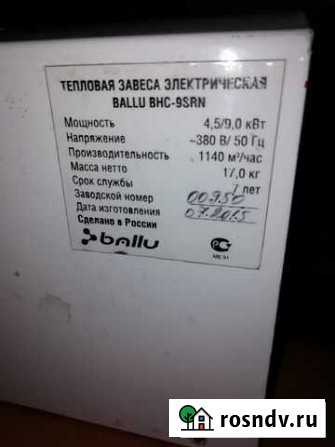 ТЕПЛОВАЯ ЗАВЕСА ЭЛЕКТРИЧЕСКАЯ
BALLU BHC-9SRN
Мощность 4,5/9,0 кВт
Напряжение ~380 В/ 50 Гц
Производительность 1140 м³/час
Масса нетто 17,0 кг
Срок службы 7 лет
Заводской номер 00950
Дата изготовления 07.2015
Сделано в России
ballu
rosndv.ru